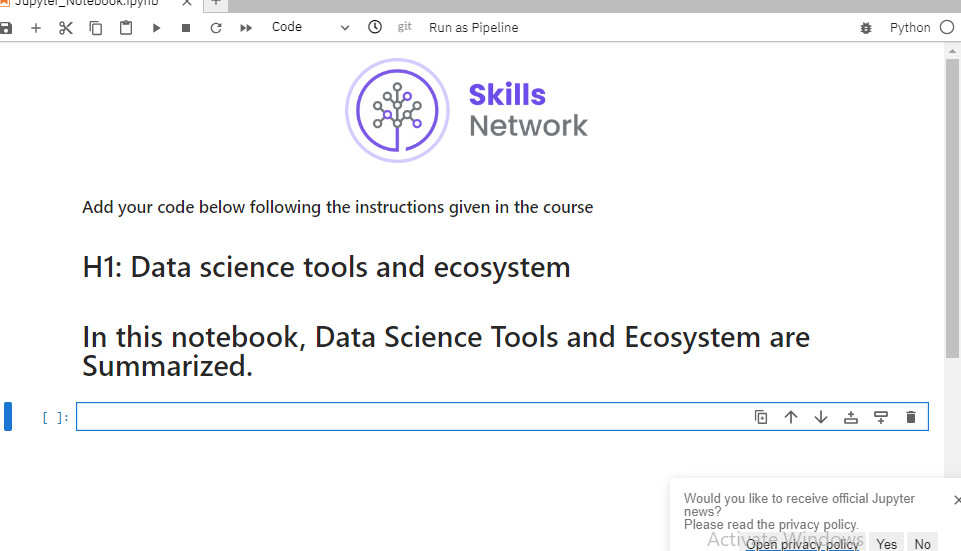 Jupyter_Notebook.ipynb
Code
git
Run as Pipeline
Python
Skills
Network
Add your code below following the instructions given in the course
H1: Data science tools and ecosystem
In this notebook, Data Science Tools and Ecosystem are
Summarized.
[ ]:
Would you like to receive official Jupyter
news?
Please read the privacy policy.
Activate Windows
Open privacy policy
Yes
No